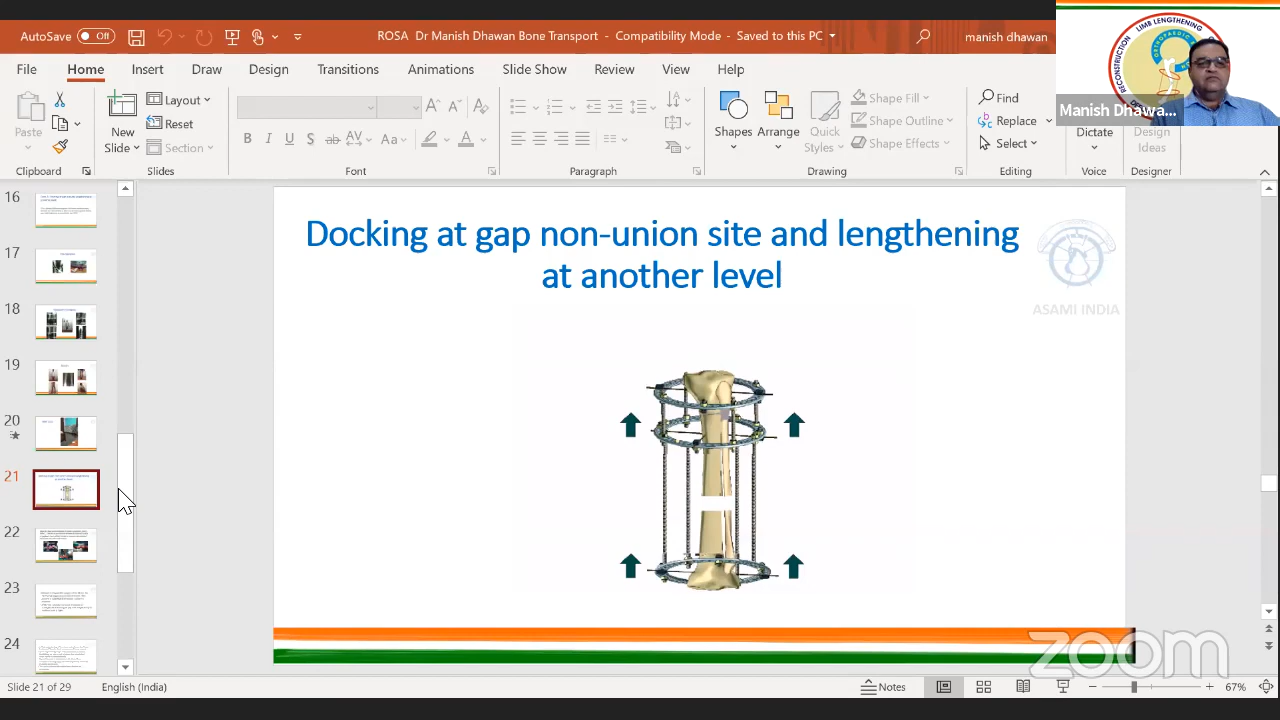 AutoSave Off
ROSA Dr Manish Dhawan Bone Transport - Compatibility Mode - Saved to this PC
manish dhawan
RECONSTRUCTION LIMB LENGTHENING
ORTHOPAEDIC
Manish Dhawa...
File Home Insert Draw Design Transitions Animations Slide Show Review View Help
Paste
New
Slide
Layout
Reset
Section
Shapes
Arrange
Quick
Styles
Shape Fill
Shape Outline
Shape Effects
Find
Replace
Select
Dictate
Design
Ideas
Clipboard Slides Font Paragraph Drawing Editing Voice Designer
16
17
18
19
20
21
22
23
24
Docking at gap non-union site and lengthening
at another level
ASAMI INDIA
zoom
Slide 21 of 29 English (India) Notes 67%